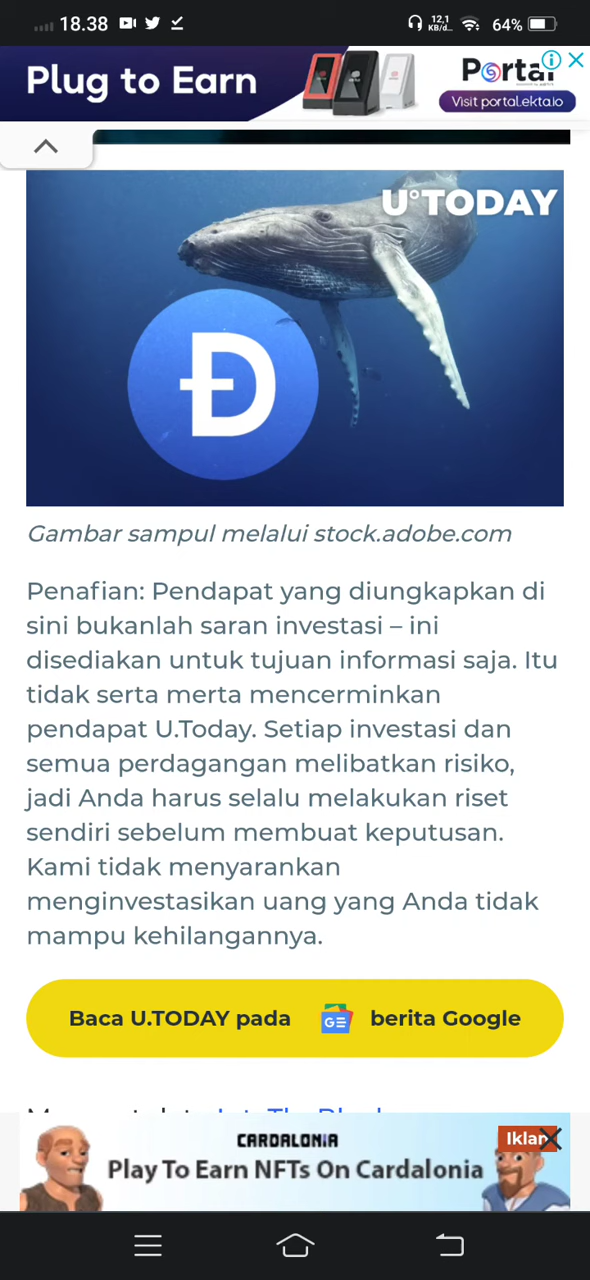 18.38
12,1
KB/d...
64%
Plug to Earn
Portal
Visit portal.ekta.io
U°TODAY
Đ
Gambar sampul melalui stock.adobe.com
Penafian: Pendapat yang diungkapkan di
sini bukanlah saran investasi – ini
disediakan untuk tujuan informasi saja. Itu
tidak serta merta mencerminkan
pendapat U.Today. Setiap investasi dan
semua perdagangan melibatkan risiko,
jadi Anda harus selalu melakukan riset
sendiri sebelum membuat keputusan.
Kami tidak menyarankan
menginvestasikan uang yang Anda tidak
mampu kehilangannya.
Baca U.TODAY pada GE berita Google
CARDALONIA
Iklan
Play To Earn NFTs On Cardalonia